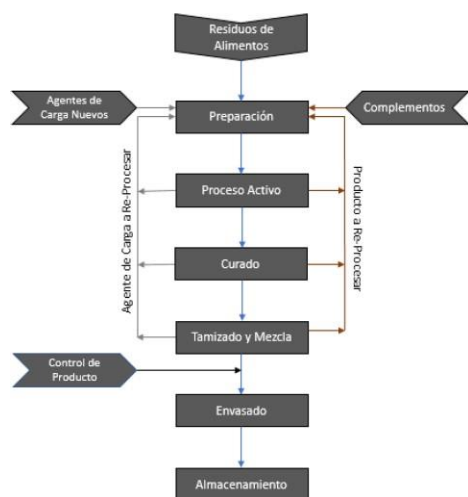 Residuos de
Alimentos
Agentes de
Carga Nuevos
Complementos
Preparación
Agente de Carga a Re-Procesar
Producto a Re-Procesar
Proceso Activo
Curado
Tamizado y Mezcla
Control de
Producto
Envasado
Almacenamiento